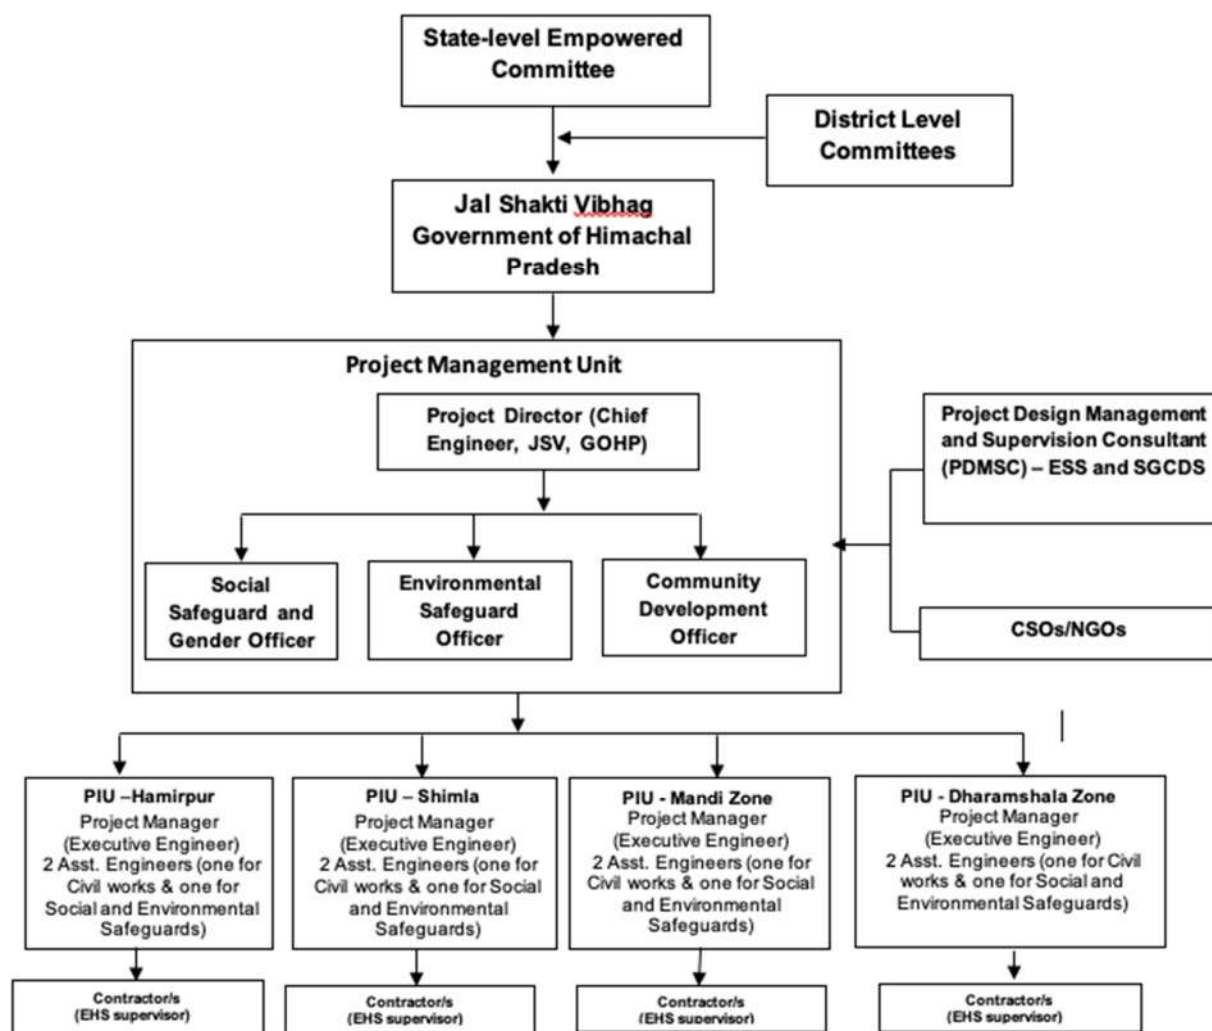 State-level Empowered
Committee
District Level
Committees
Jal Shakti Vibhag
Government of Himachal
Pradesh
Project Management Unit
Project Director (Chief
Engineer, JSV, GOHP)
Project Design Management
and Supervision Consultant
(PDMSC) – ESS and SGCDS
Social
Safeguard and
Gender Officer
Environmental
Safeguard
Officer
Community
Development
Officer
CSOs/NGOs
PIU –Hamirpur
Project Manager
(Executive Engineer)
2 Asst. Engineers (one for
Civil works & one for
Social and Environmental
Safeguards)
PIU – Shimla
Project Manager
(Executive Engineer)
2 Asst. Engineers (one for
Civil works & one for Social
and Environmental
Safeguards)
PIU - Mandi Zone
Project Manager
(Executive Engineer)
2 Asst. Engineers (one for
Civil works & one for Social
and Environmental
Safeguards)
PIU - Dharamshala Zone
Project Manager
(Executive Engineer)
2 Asst. Engineers (one for Civil
works & one for Social and
Environmental Safeguards)
Contractor/s
(EHS supervisor)
Contractor/s
(EHS supervisor)
Contractor/s
(EHS supervisor)
Contractor/s
(EHS supervisor)